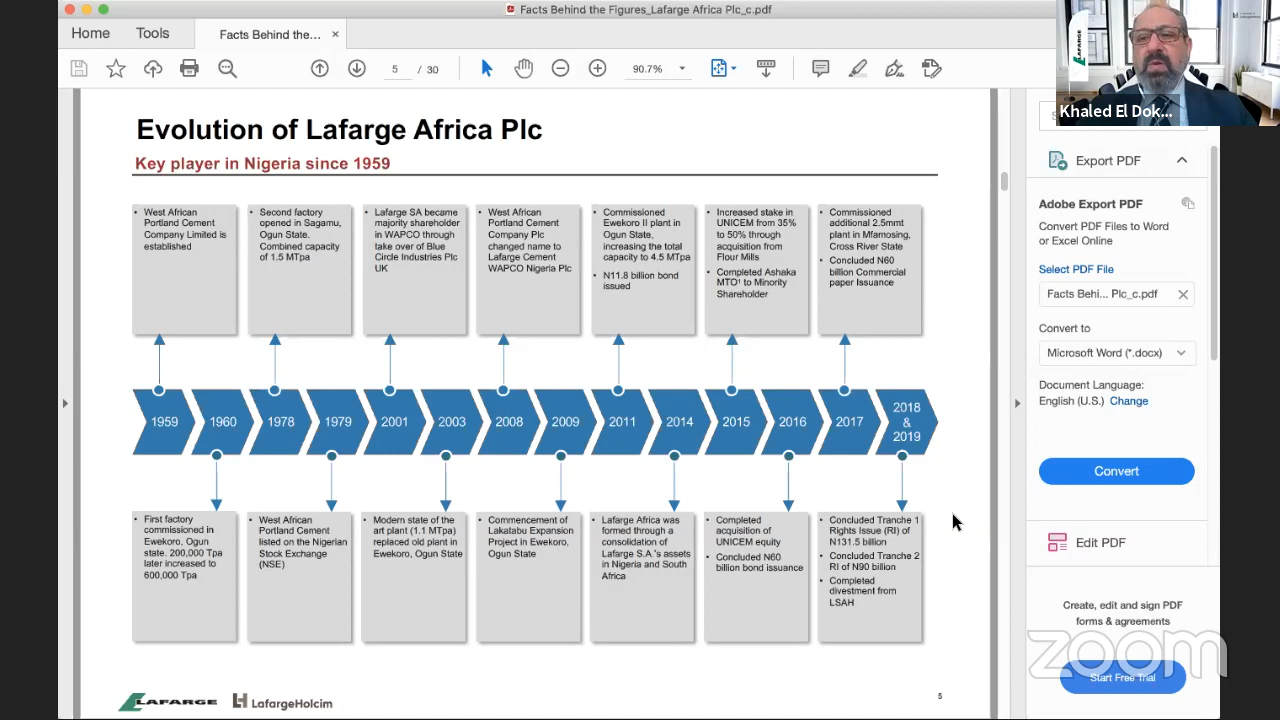 Facts Behind the Figures_Lafarge Africa Plc_c.pdf
Home
Tools
Facts Behind the...
5 / 30
90.7%
Khaled El Dok...
LAFARGE
Evolution of Lafarge Africa Plc
Key player in Nigeria since 1959
• West African
Portland Cement
Company Limited is
established
• Second factory
opened in Sagamu,
Ogun State.
Combined capacity
of 1.5 MTpa
• Lafarge SA became
majority shareholder
in WAPCO through
take over of Blue
Circle Industries Plc
UK
• West African
Portland Cement
Company Plc
changed name to
Lafarge Cement
WAPCO Nigeria Plc
• Commissioned
Ewekoro II plant in
Ogun State,
increasing the total
capacity to 4.5 MTpa
• N11.8 billion bond
issued
• Increased stake in
UNICEM from 35%
to 50% through
acquisition from
Flour Mills
• Completed Ashaka
MTO¹ to Minority
Shareholder
• Commissioned
additional 2.5mmt
plant in Mfamosing,
Cross River State
• Concluded N60
billion Commercial
paper Issuance
1959
1960
1978
1979
2001
2003
2008
2009
2011
2014
2015
2016
2017
2018
&
2019
• First factory
commissioned in
Ewekoro, Ogun
state. 200,000 Tpa
later increased to
600,000 Tpa
• West African
Portland Cement
listed on the Nigerian
Stock Exchange
(NSE)
• Modern state of the
art plant (1.1 MTpa)
replaced old plant in
Ewekoro, Ogun State
• Commencement of
Lakatabu Expansion
Project in Ewekoro,
Ogun State
• Lafarge Africa was
formed through a
consolidation of
Lafarge S.A.'s assets
in Nigeria and South
Africa
• Completed
acquisition of
UNICEM equity
• Concluded N60
billion bond issuance
• Concluded Tranche 1
Rights Issue (RI) of
N131.5 billion
• Concluded Tranche 2
RI of N90 billion
• Completed
divestment from
LSAH
LAFARGE
LafargeHolcim
5
Export PDF
Adobe Export PDF
Convert PDF Files to Word
or Excel Online
Select PDF File
Facts Behi... Plc_c.pdf
Convert to
Microsoft Word (*.docx)
Document Language:
English (U.S.) Change
Convert
Edit PDF
Create, edit and sign PDF
forms & agreements
Start Free Trial
zoom